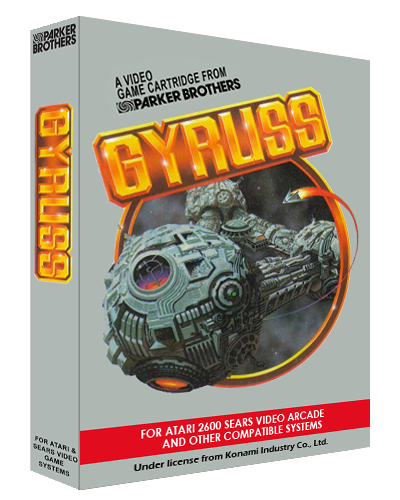 PARKER
BROTHERS
GYRUSS
FOR ATARI &
SEARS VIDEO
GAME
SYSTEMS
A VIDEO
GAME CARTRIDGE FROM
PARKER BROTHERS
GYRUSS
FOR ATARI 2600 SEARS VIDEO ARCADE
AND OTHER COMPATIBLE SYSTEMS
Under license from Konami Industry Co., Ltd.